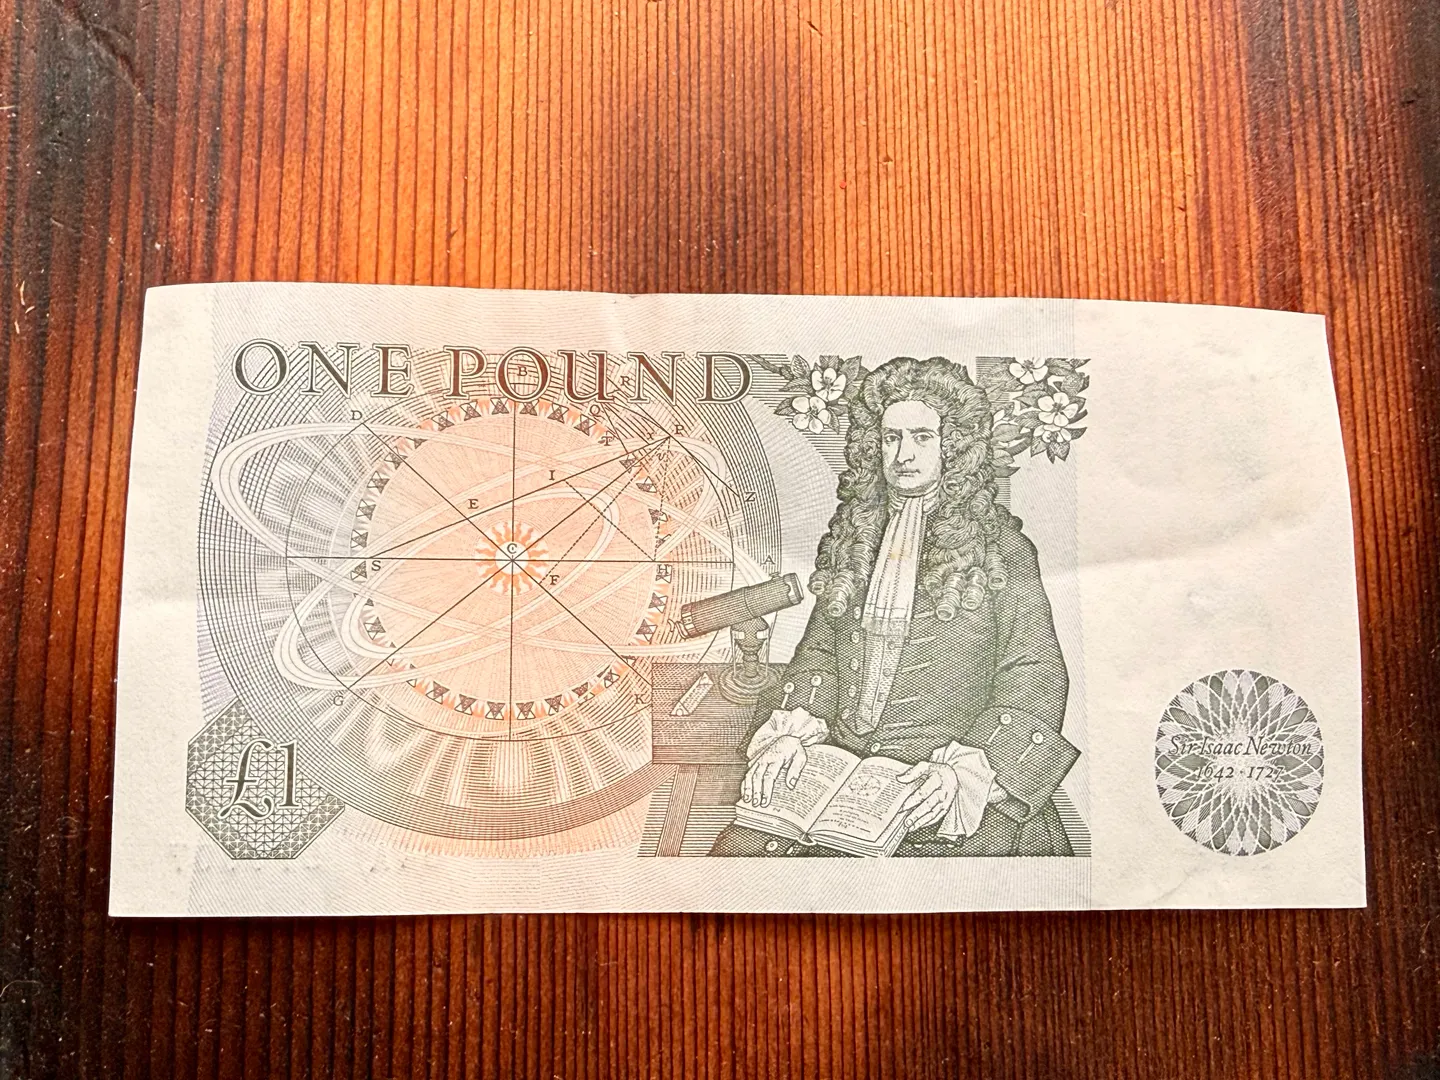 ONE POUND
B
R
D
Q
P
T
Y
v
I
Z
E
C
S
F
H
A
G
K
£1
Sir Isaac Newton
1642 · 1727